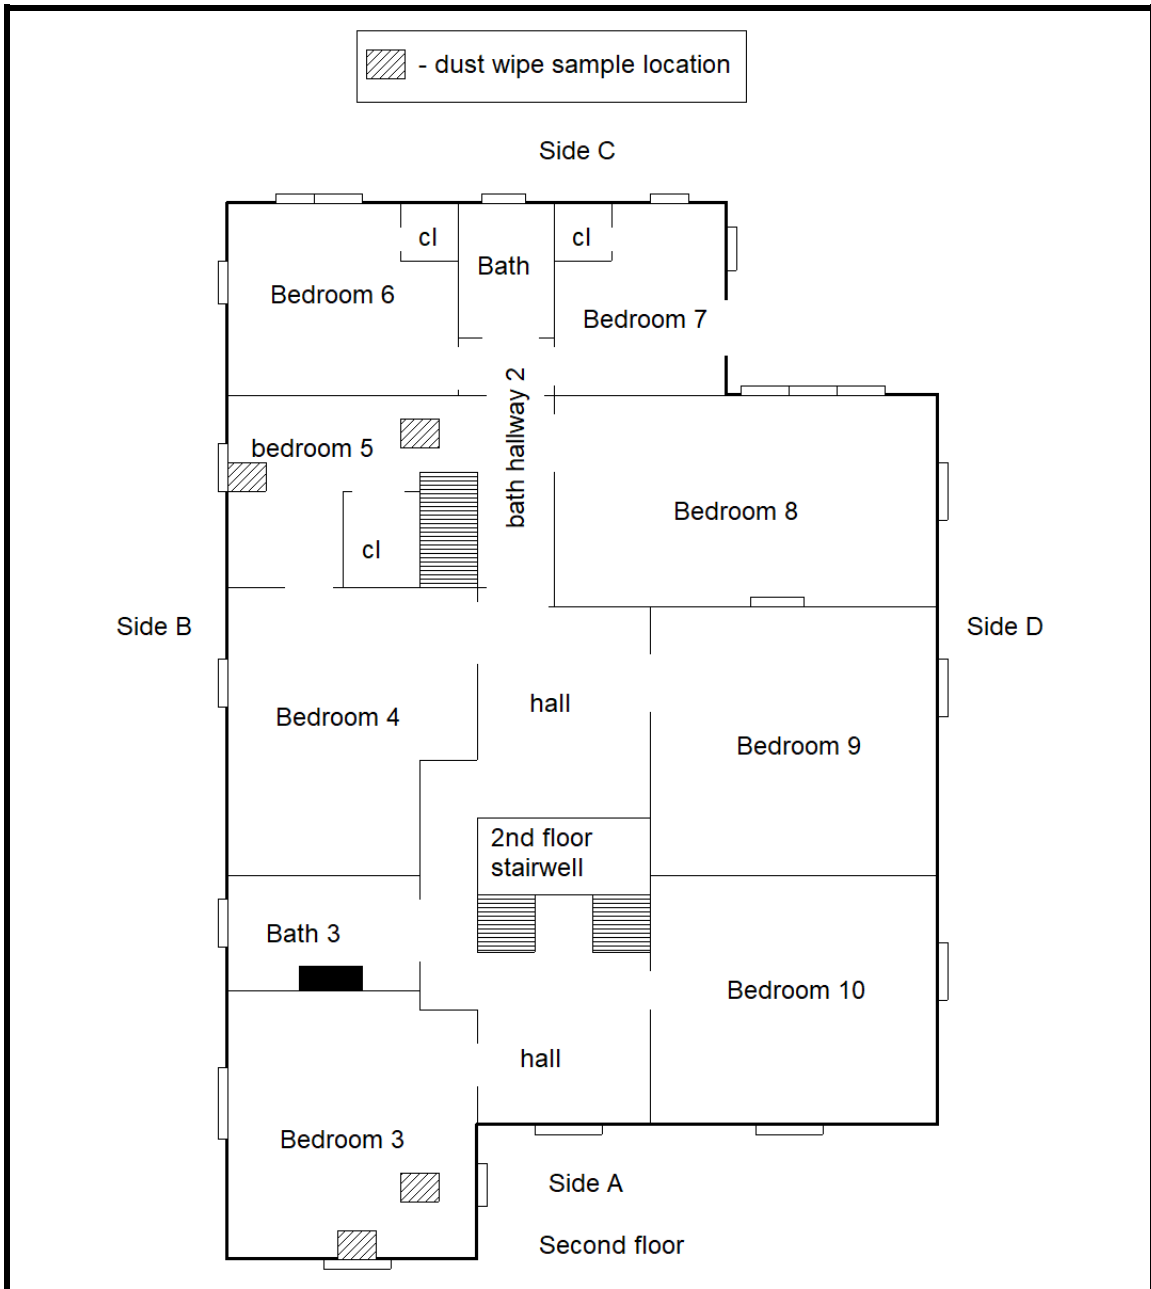 - dust wipe sample location
Side C
cl
cl
Bath
Bedroom 6
Bedroom 7
bath hallway 2
bedroom 5
Bedroom 8
cl
Side B
Side D
hall
Bedroom 4
Bedroom 9
2nd floor
stairwell
Bath 3
Bedroom 10
hall
Bedroom 3
Side A
Second floor